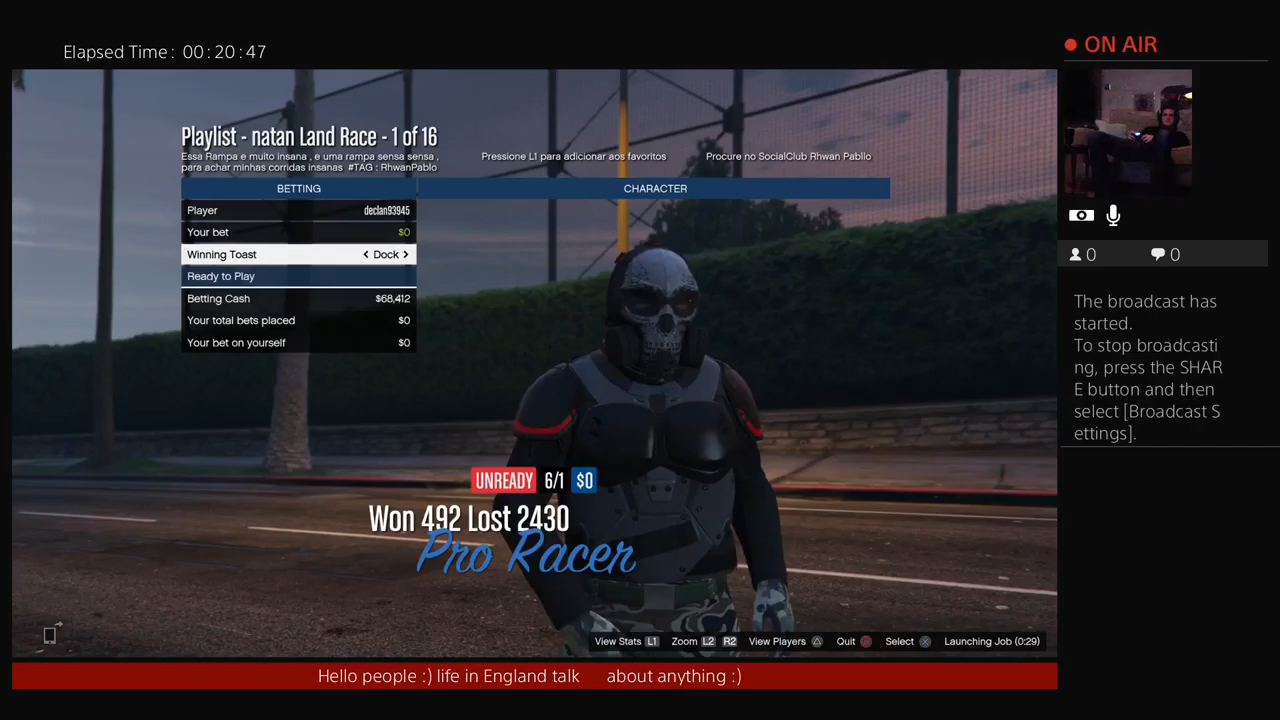 Elapsed Time: 00:20:47
ON AIR
Playlist - natan Land Race - 1 of 16
Essa Rampa e muito insana , e uma rampa sensa sensa ,
para achar minhas corridas insanas #TAG : RhwanPablo
Pressione L1 para adicionar aos favoritos
Procure no SocialClub Rhwan Pabllo
BETTING
CHARACTER
Player declan93945
Your bet $0
Winning Toast < Dock >
Ready to Play
Betting Cash $68,412
Your total bets placed $0
Your bet on yourself $0
0 0
The broadcast has
started.
To stop broadcasti
ng, press the SHAR
E button and then
select [Broadcast S
ettings].
UNREADY 6/1 $0
Won 492 Lost 2430
Pro Racer
View Stats L1 Zoom L2 R2 View Players Quit Select Launching Job (0:29)
Hello people :) life in England talk about anything :)